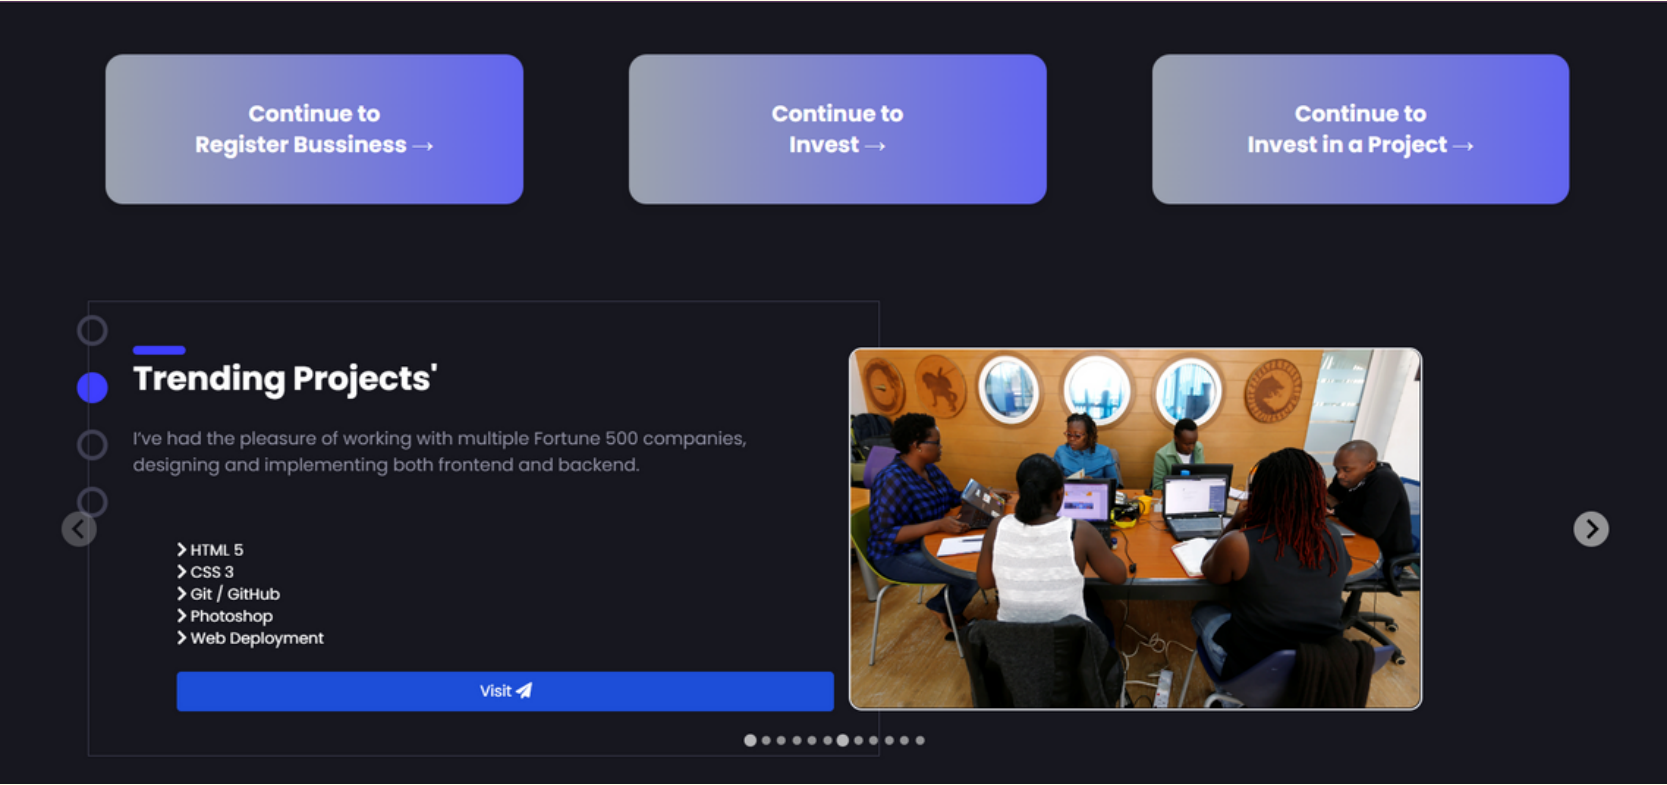 Continue to
Register Bussiness →
Continue to
Invest →
Continue to
Invest in a Project →
Trending Projects'
I've had the pleasure of working with multiple Fortune 500 companies,
designing and implementing both frontend and backend.
HTML 5
CSS 3
Git / GitHub
Photoshop
Web Deployment
Visit